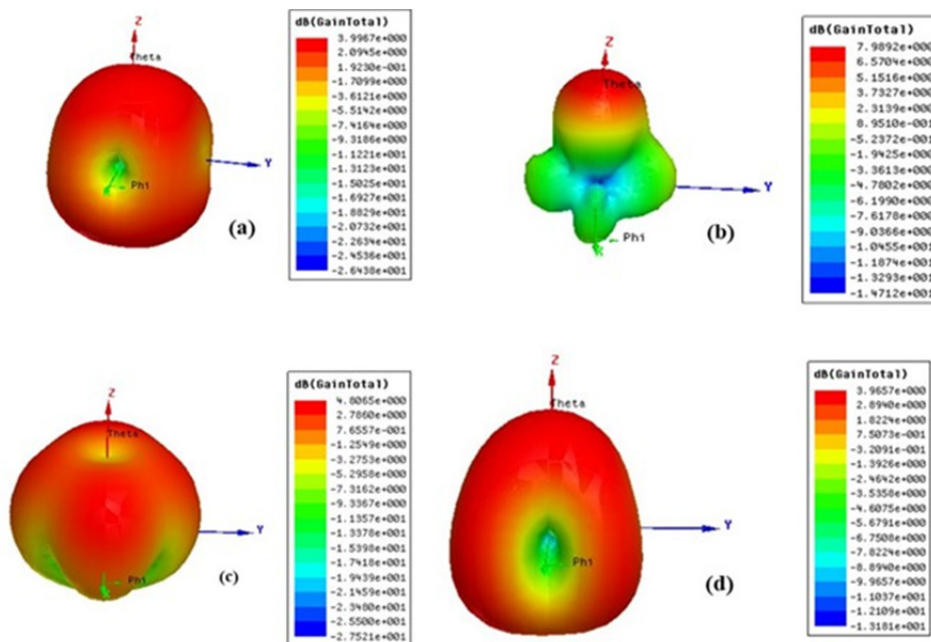 Z
Theta
Y
Phi
(a)
dB(GainTotal)
3.9967e+000
2.0945e+000
1.9230e-001
-1.7099e+000
-3.6121e+000
-5.5142e+000
-7.4164e+000
-9.3186e+000
-1.1221e+001
-1.3123e+001
-1.5025e+001
-1.6927e+001
-1.8829e+001
-2.0732e+001
-2.2634e+001
-2.4536e+001
-2.6438e+001
Z
Theta
Y
Phi
(b)
dB(GainTotal)
7.9892e+000
6.5704e+000
5.1516e+000
3.7327e+000
2.3139e+000
8.9510e-001
-5.2372e-001
-1.9425e+000
-3.3613e+000
-4.7802e+000
-6.1990e+000
-7.6178e+000
-9.0366e+000
-1.0455e+001
-1.1874e+001
-1.3293e+001
-1.4712e+001
Z
Theta
Y
Phi
(c)
dB(GainTotal)
4.8065e+000
2.7860e+000
7.6557e-001
-1.2549e+000
-3.2753e+000
-5.2958e+000
-7.3162e+000
-9.3367e+000
-1.1357e+001
-1.3378e+001
-1.5398e+001
-1.7418e+001
-1.9439e+001
-2.1459e+001
-2.3480e+001
-2.5500e+001
-2.7521e+001
Z
Theta
Y
Phi
(d)
dB(GainTotal)
3.9657e+000
2.8940e+000
1.8224e+000
7.5073e-001
-3.2091e-001
-1.3926e+000
-2.4642e+000
-3.5358e+000
-4.6075e+000
-5.6791e+000
-6.7508e+000
-7.8224e+000
-8.8940e+000
-9.9657e+000
-1.1037e+001
-1.2109e+001
-1.3181e+001